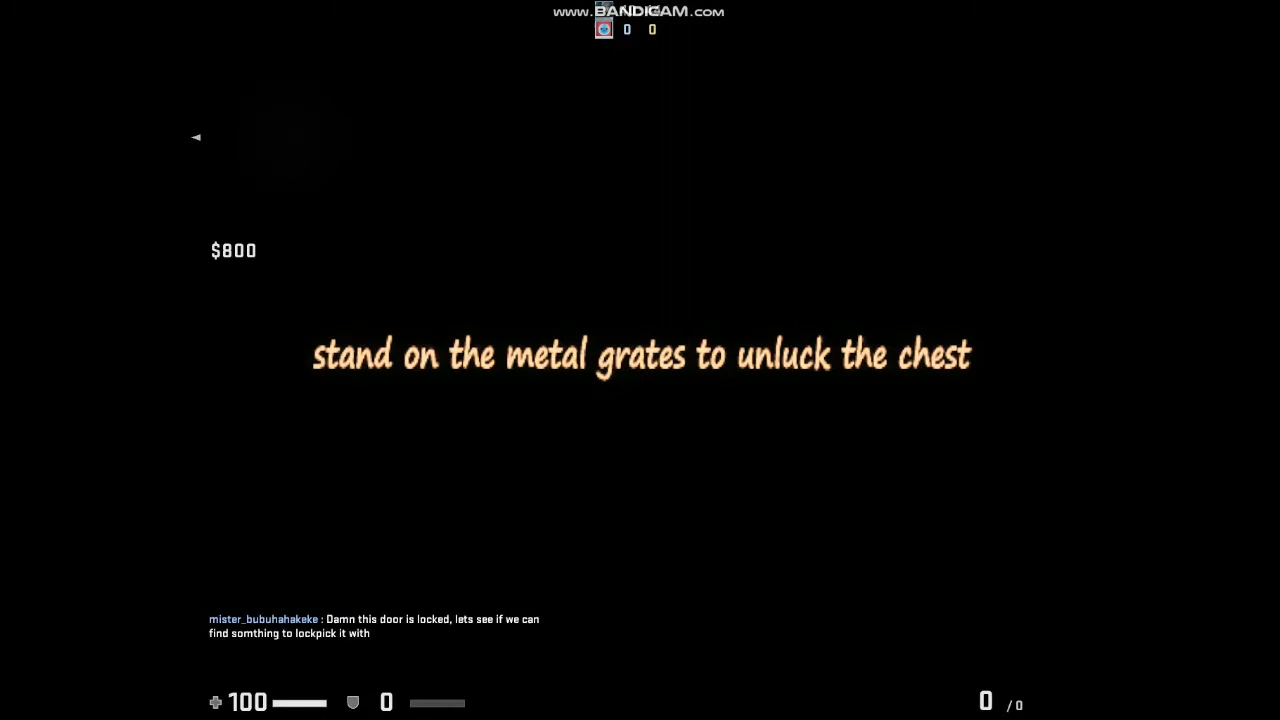 www.BANDICAM.com
0 0
$800
stand on the metal grates to unluck the chest
mister_bubuhahakeke : Damn this door is locked, lets see if we can
find somthing to lockpick it with
100 0 0 / 0